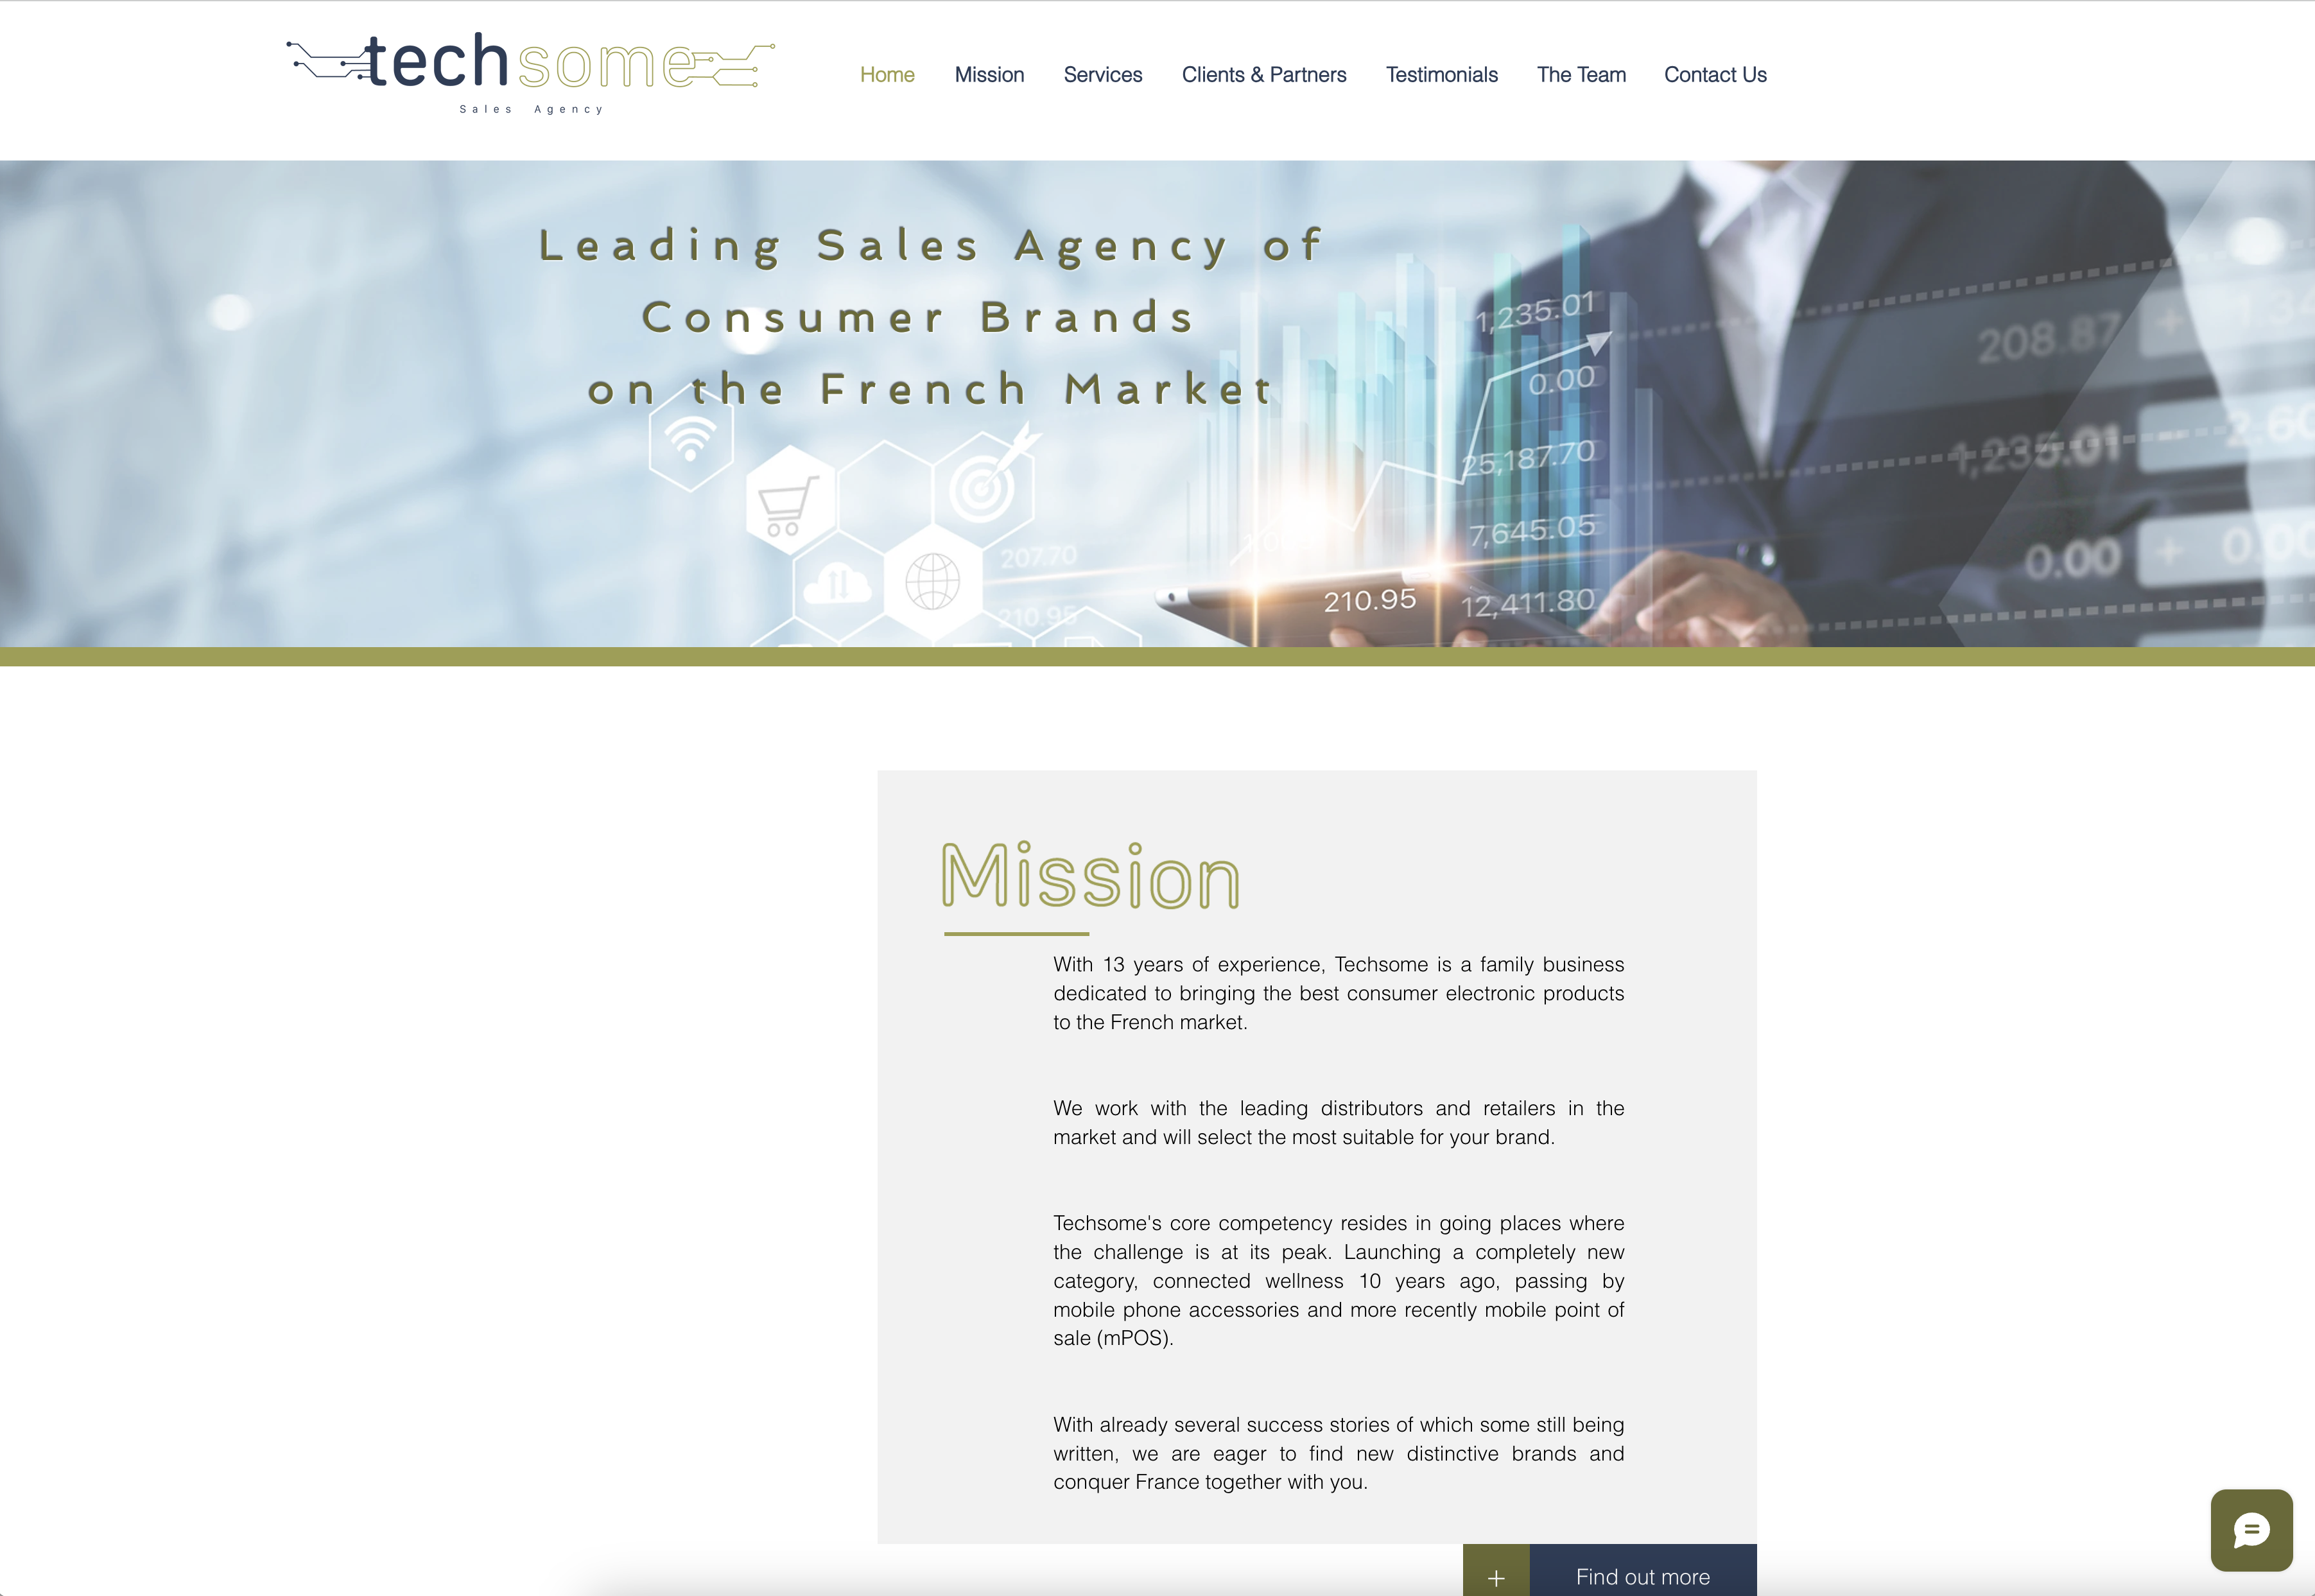 techsome
Sales Agency
Home Mission Services Clients & Partners Testimonials The Team Contact Us
Leading Sales Agency of
Consumer Brands
on the French Market
1,235.01
0.00
25,187.70
7,645.05
12,411.80
210.95
207.70
210.95
208.87
1,235.01
0.00
Mission
With 13 years of experience, Techsome is a family business
dedicated to bringing the best consumer electronic products
to the French market.
We work with the leading distributors and retailers in the
market and will select the most suitable for your brand.
Techsome's core competency resides in going places where
the challenge is at its peak. Launching a completely new
category, connected wellness 10 years ago, passing by
mobile phone accessories and more recently mobile point of
sale (mPOS).
With already several success stories of which some still being
written, we are eager to find new distinctive brands and
conquer France together with you.
+ Find out more